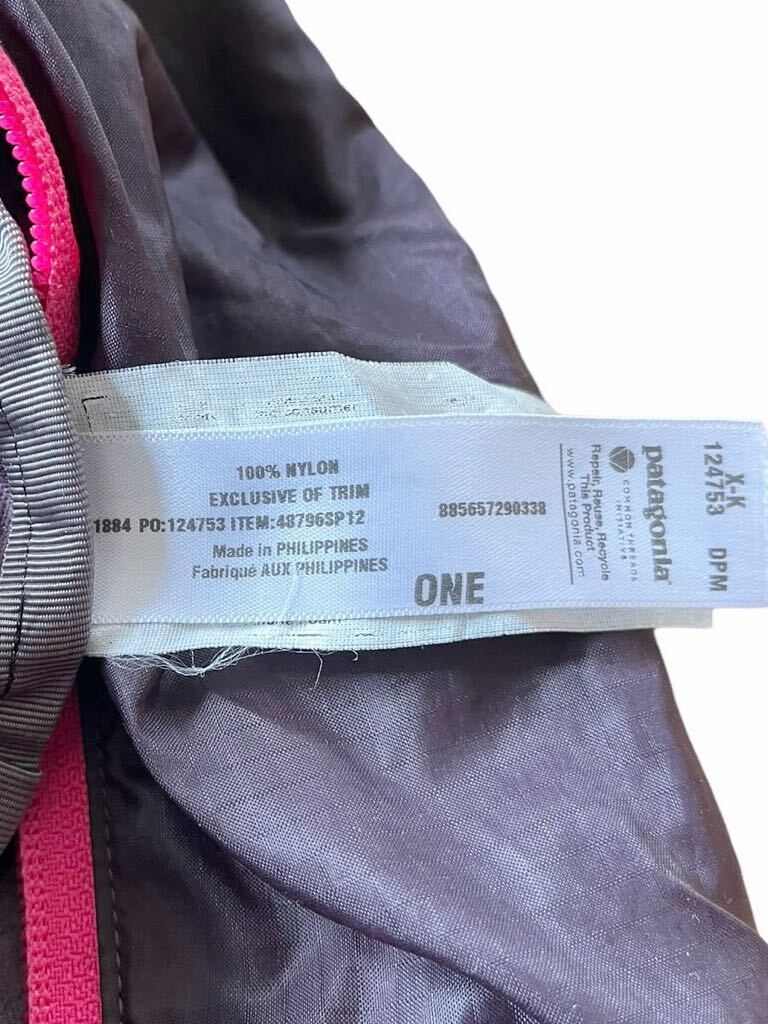 consumer
100% NYLON
EXCLUSIVE OF TRIM
1884 PO:124753 ITEM:48796SP12
Made in PHILIPPINES
Fabriqué AUX PHILIPPINES
885657290338
ONE
patagonia
COMMON THREADS
INITIATIVE
Repair, Reuse, Recycle
This Product
www.patagonia.com
X-K
124753 DPM